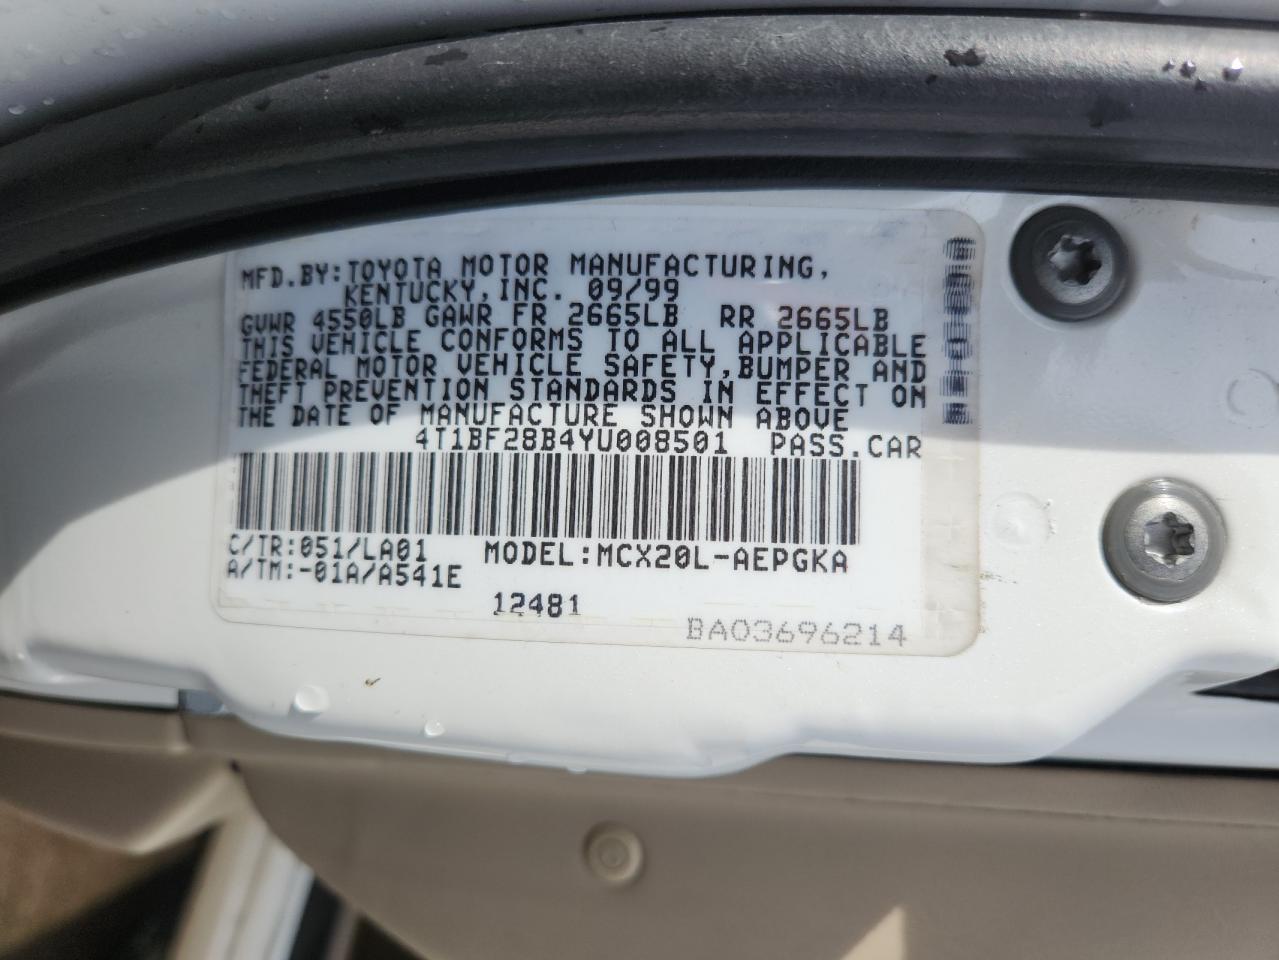 MFD.BY:TOYOTA MOTOR MANUFACTURING,
KENTUCKY,INC. 09/99
GVWR 4550LB GAWR FR 2665LB RR 2665LB
THIS VEHICLE CONFORMS TO ALL APPLICABLE
FEDERAL MOTOR VEHICLE SAFETY,BUMPER AND
THEFT PREVENTION STANDARDS IN EFFECT ON
THE DATE OF MANUFACTURE SHOWN ABOVE
4T1BF28B4YU008501 PASS.CAR
C/TR:051/LA01 MODEL:MCX20L-AEPGKA
A/TM:-01A/A541E
12481
BA03696214